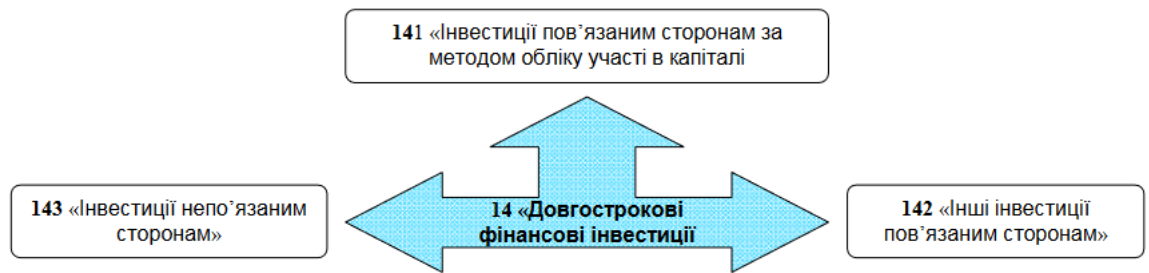 141 «Інвестиції пов’язаним сторонам за
методом обліку участі в капіталі
143 «Інвестиції непо’язаним
сторонам»
14 «Довгострокові
фінансові інвестиції
142 «Інші інвестиції
пов’язаним сторонам»